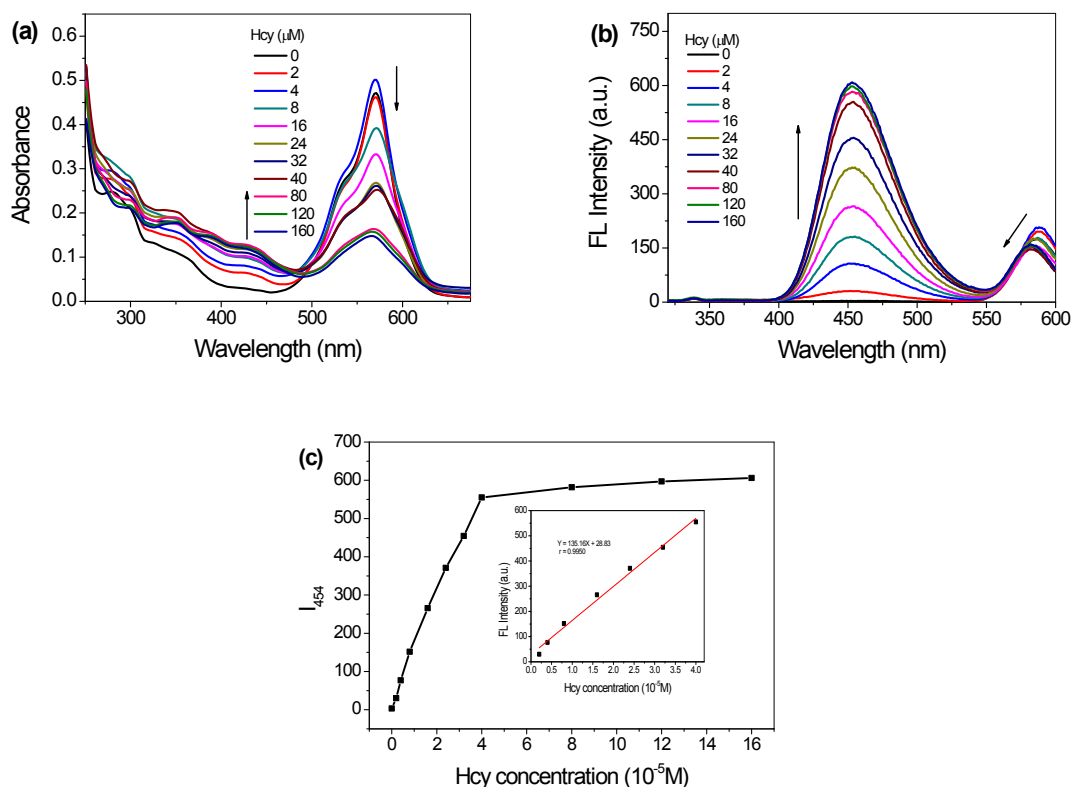 (a)
Hcy (μM)
0
2
4
8
16
24
32
40
80
120
160
0.6
0.5
0.4
0.3
0.2
0.1
0.0
Absorbance
300 400 500 600
Wavelength (nm)
(b)
Hcy (μM)
0
2
4
8
16
24
32
40
80
120
160
750
600
450
300
150
0
FL Intensity (a.u.)
350 400 450 500 550 600
Wavelength (nm)
(c)
700
600
500
400
300
200
100
0
I454
0 2 4 6 8 10 12 14 16
Hcy concentration (10-5M)
Y = 135.16X + 28.83
r = 0.9950
600
500
400
300
200
100
0
FL Intensity (a.u.)
0.0 0.5 1.0 1.5 2.0 2.5 3.0 3.5 4.0
Hcy concentration (10-5M)